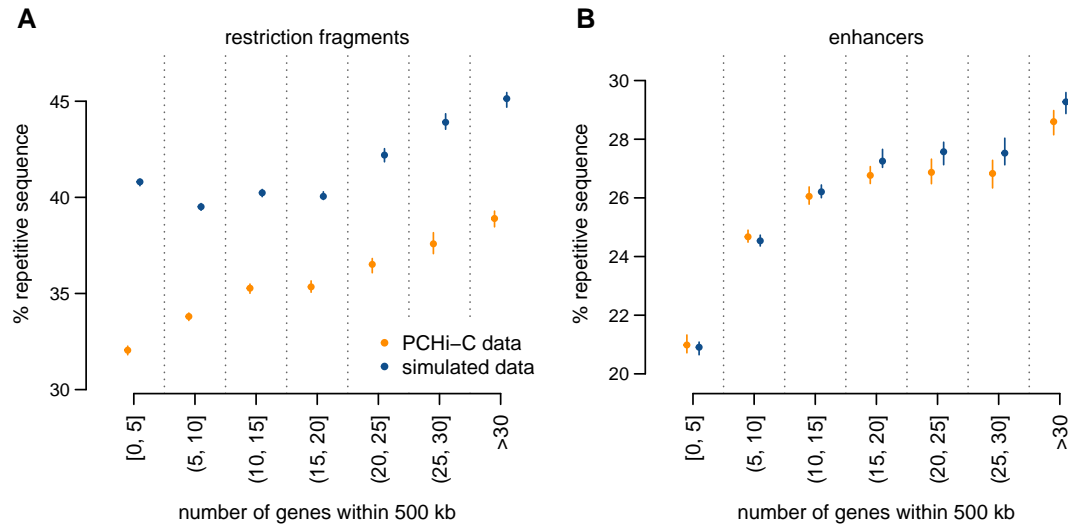 A
restriction fragments
% repetitive sequence
45
40
35
30
PCHi−C data
simulated data
[0, 5]
(5, 10]
(10, 15]
(15, 20]
(20, 25]
(25, 30]
>30
number of genes within 500 kb
B
enhancers
% repetitive sequence
30
28
26
24
22
20
[0, 5]
(5, 10]
(10, 15]
(15, 20]
(20, 25]
(25, 30]
>30
number of genes within 500 kb